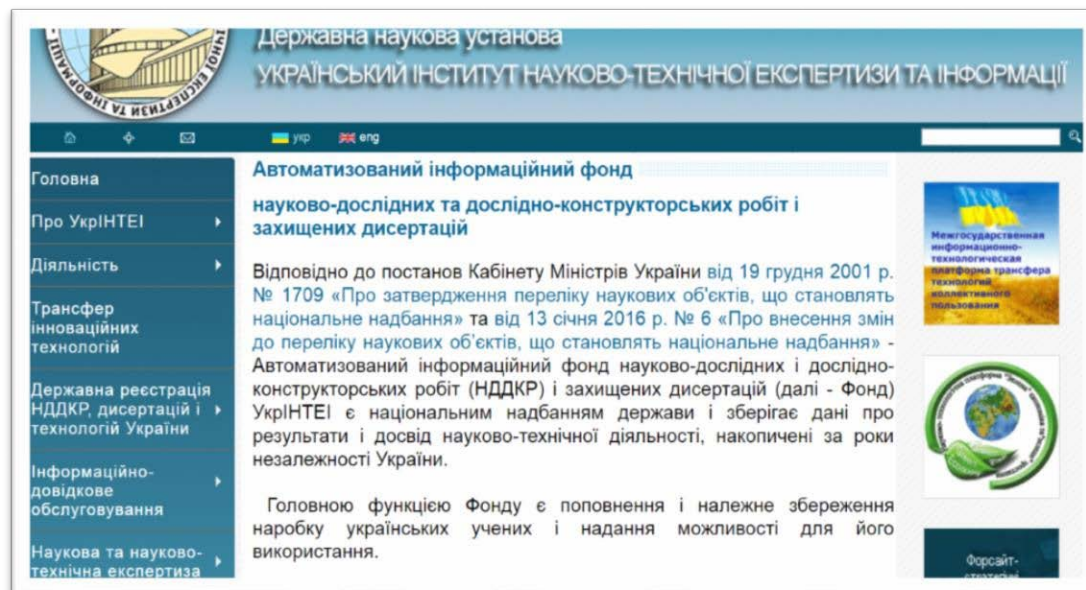 ІЧНОЇ ЕКСПЕРТИЗИ ТА ІНФОРМАЦІЇ
Державна наукова установа
УКРАЇНСЬКИЙ ІНСТИТУТ НАУКОВО-ТЕХНІЧНОЇ ЕКСПЕРТИЗИ ТА ІНФОРМАЦІЇ
укр eng
Головна
Про УкрІНТЕІ
Діяльність
Трансфер
інноваційних
технологій
Державна реєстрація
НДДКР, дисертацій і
технологій України
Інформаційно-
довідкове
обслуговування
Наукова та науково-
технічна експертиза
Автоматизований інформаційний фонд
науково-дослідних та дослідно-конструкторських робіт і
захищених дисертацій
Відповідно до постанов Кабінету Міністрів України від 19 грудня 2001 р.
№ 1709 «Про затвердження переліку наукових об'єктів, що становлять
національне надбання» та від 13 січня 2016 р. № 6 «Про внесення змін
до переліку наукових об'єктів, що становлять національне надбання» -
Автоматизований інформаційний фонд науково-дослідних і дослідно-
конструкторських робіт (НДДКР) і захищених дисертацій (далі - Фонд)
УкрІНТЕІ є національним надбанням держави і зберігає дані про
результати і досвід науково-технічної діяльності, накопичені за роки
незалежності України.
Головною функцією Фонду є поповнення і належне збереження
наробку українських учених і надання можливості для його
використання.
Межгосударственная
информационно-
технологическая
платформа трансфера
технологий
коллективного
пользования
Форсайт-